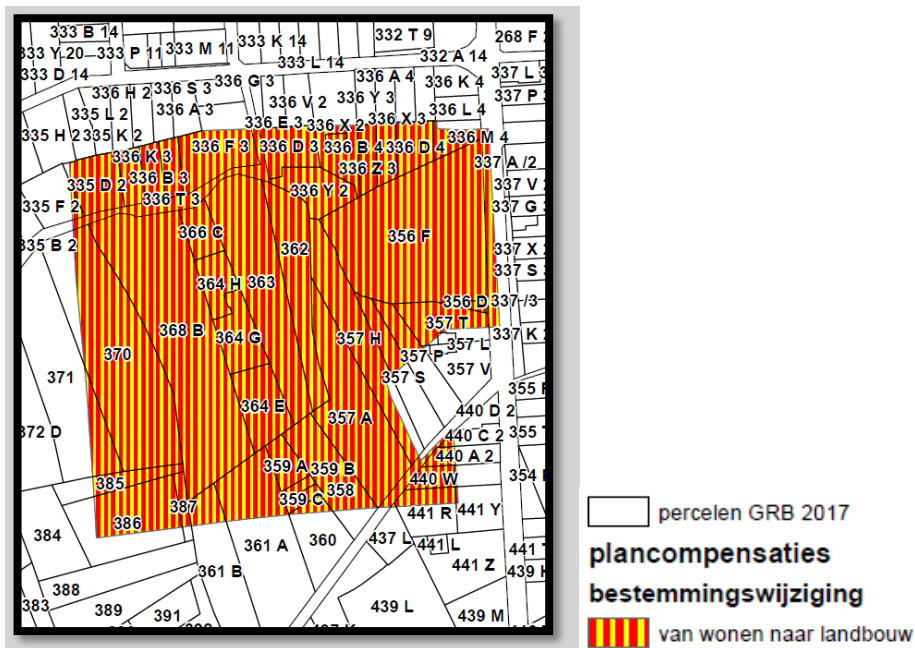 333 B 14
332 T 9
268 F
333 Y 20
333 P 11
333 M 11
333 K 14
333 L 14
332 A 14
333 D 14
336 G 3
336 A 4
336 K 4
337 L 3
336 H 2
336 S 3
336 V 2
336 Y 3
337 P
335 L 2
336 A 3
336 E 3
336 X 2
336 X 3
336 L 4
335 H 2
335 K 2
336 M 4
336 K 3
336 F 3
336 D 3
336 B 4
336 D 4
337 A /2
335 D 2
336 B 3
336 Z 3
337 V 2
336 T 3
336 Y 2
335 F 2
337 G
366 C
356 F
335 B 2
362
337 X
337 S
364 H
363
356 D
337 /3
368 B
364 G
357 H
357 T
337 K
357 L
370
357 P
357 V
371
357 S
355
364 E
357 A
440 D 2
372 D
440 C 2
355
359 A
359 B
440 A 2
385
440 W
354
386
387
359 C
358
441 R
441 Y
384
361 A
360
437 L
441 L
441
361 B
441 Z
439
388
383
389
391
439 L
439 M
percelen GRB 2017
plancompensaties
bestemmingswijziging
van wonen naar landbouw